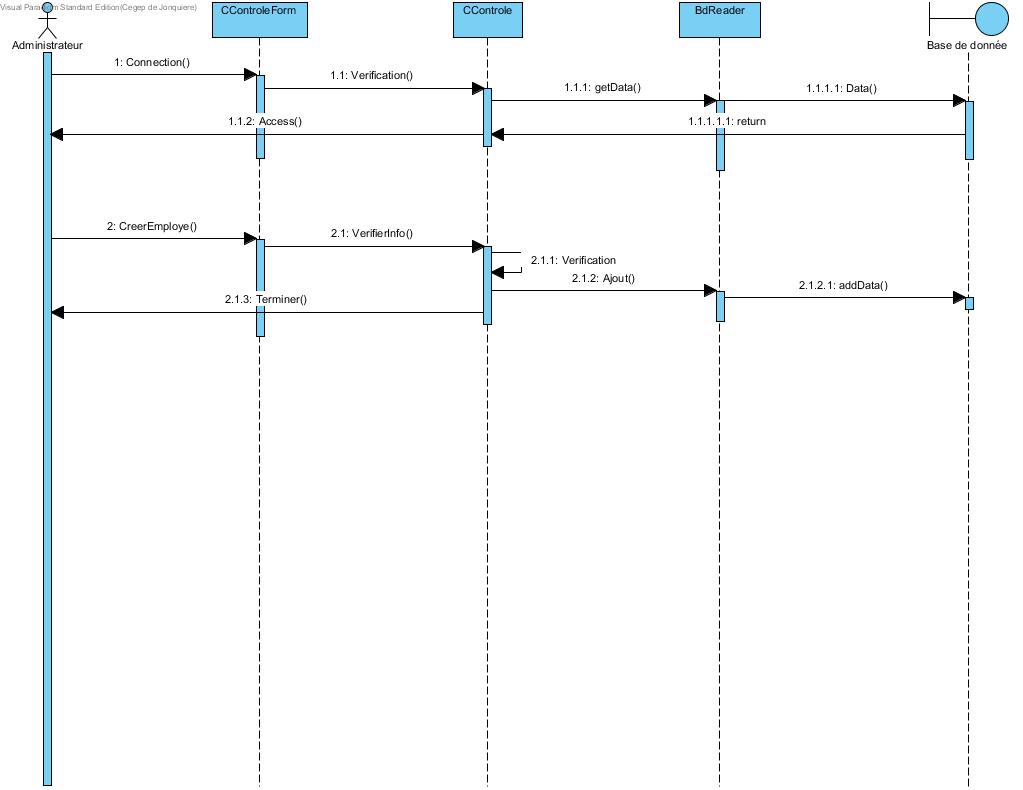 Visual Paradigm Standard Edition(Cegep de Jonquiere)
CControleForm
CControle
BdReader
Administrateur
Base de donnée
1: Connection()
1.1: Verification()
1.1.1: getData()
1.1.1.1: Data()
1.1.2: Access()
1.1.1.1.1: return
2: CreerEmploye()
2.1: VerifierInfo()
2.1.1: Verification
2.1.2: Ajout()
2.1.2.1: addData()
2.1.3: Terminer()